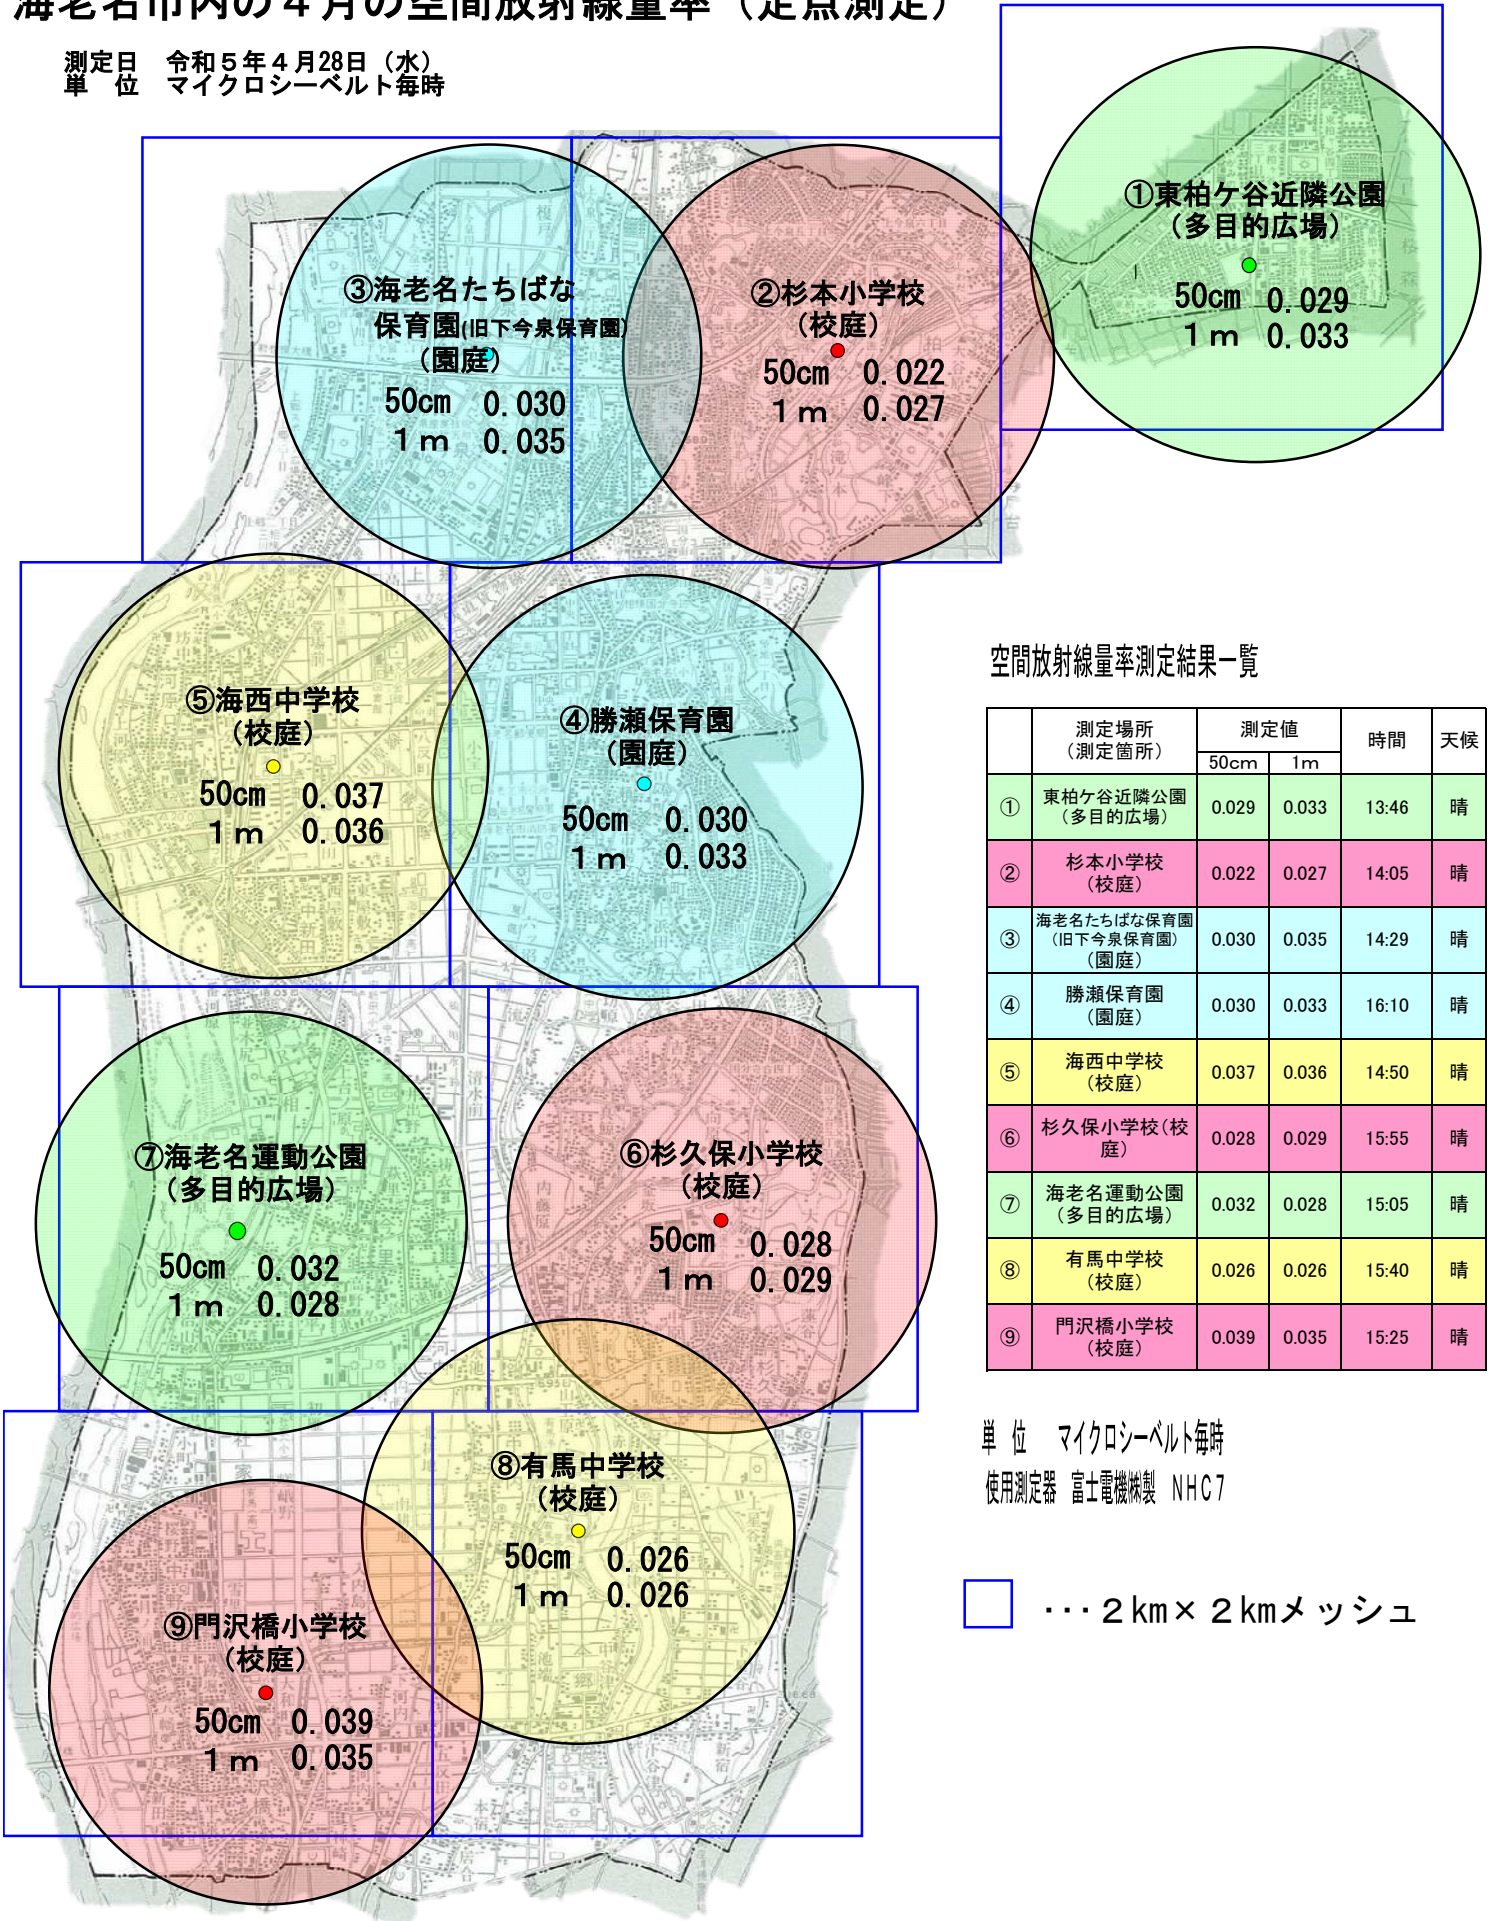 海老名市内の４月の空間放射線量率（定点測定）
測定日　令和５年４月28日（水）
単　位　マイクロシーベルト毎時
①東柏ケ谷近隣公園
（多目的広場）
50cm 0.029
１ｍ 0.033
③海老名たちばな
保育園(旧下今泉保育園)
（園庭）
50cm 0.030
１ｍ 0.035
②杉本小学校
（校庭）
50cm 0.022
１ｍ 0.027
⑤海西中学校
（校庭）
50cm 0.037
１ｍ 0.036
④勝瀬保育園
（園庭）
50cm 0.030
１ｍ 0.033
⑦海老名運動公園
（多目的広場）
50cm 0.032
１ｍ 0.028
⑥杉久保小学校
（校庭）
50cm 0.028
１ｍ 0.029
⑧有馬中学校
（校庭）
50cm 0.026
１ｍ 0.026
⑨門沢橋小学校
（校庭）
50cm 0.039
１ｍ 0.035
空間放射線量率測定結果一覧
測定場所
（測定箇所） 測定値 時間 天候
50cm 1m
① 東柏ケ谷近隣公園
（多目的広場） 0.029 0.033 13:46 晴
② 杉本小学校
（校庭） 0.022 0.027 14:05 晴
③ 海老名たちばな保育園
（旧下今泉保育園）
（園庭） 0.030 0.035 14:29 晴
④ 勝瀬保育園
（園庭） 0.030 0.033 16:10 晴
⑤ 海西中学校
（校庭） 0.037 0.036 14:50 晴
⑥ 杉久保小学校（校
庭） 0.028 0.029 15:55 晴
⑦ 海老名運動公園
（多目的広場） 0.032 0.028 15:05 晴
⑧ 有馬中学校
（校庭） 0.026 0.026 15:40 晴
⑨ 門沢橋小学校
（校庭） 0.039 0.035 15:25 晴
単　位　マイクロシーベルト毎時
使用測定器　富士電機㈱製　ＮＨＣ７
･･･２km×２kmメッシュ